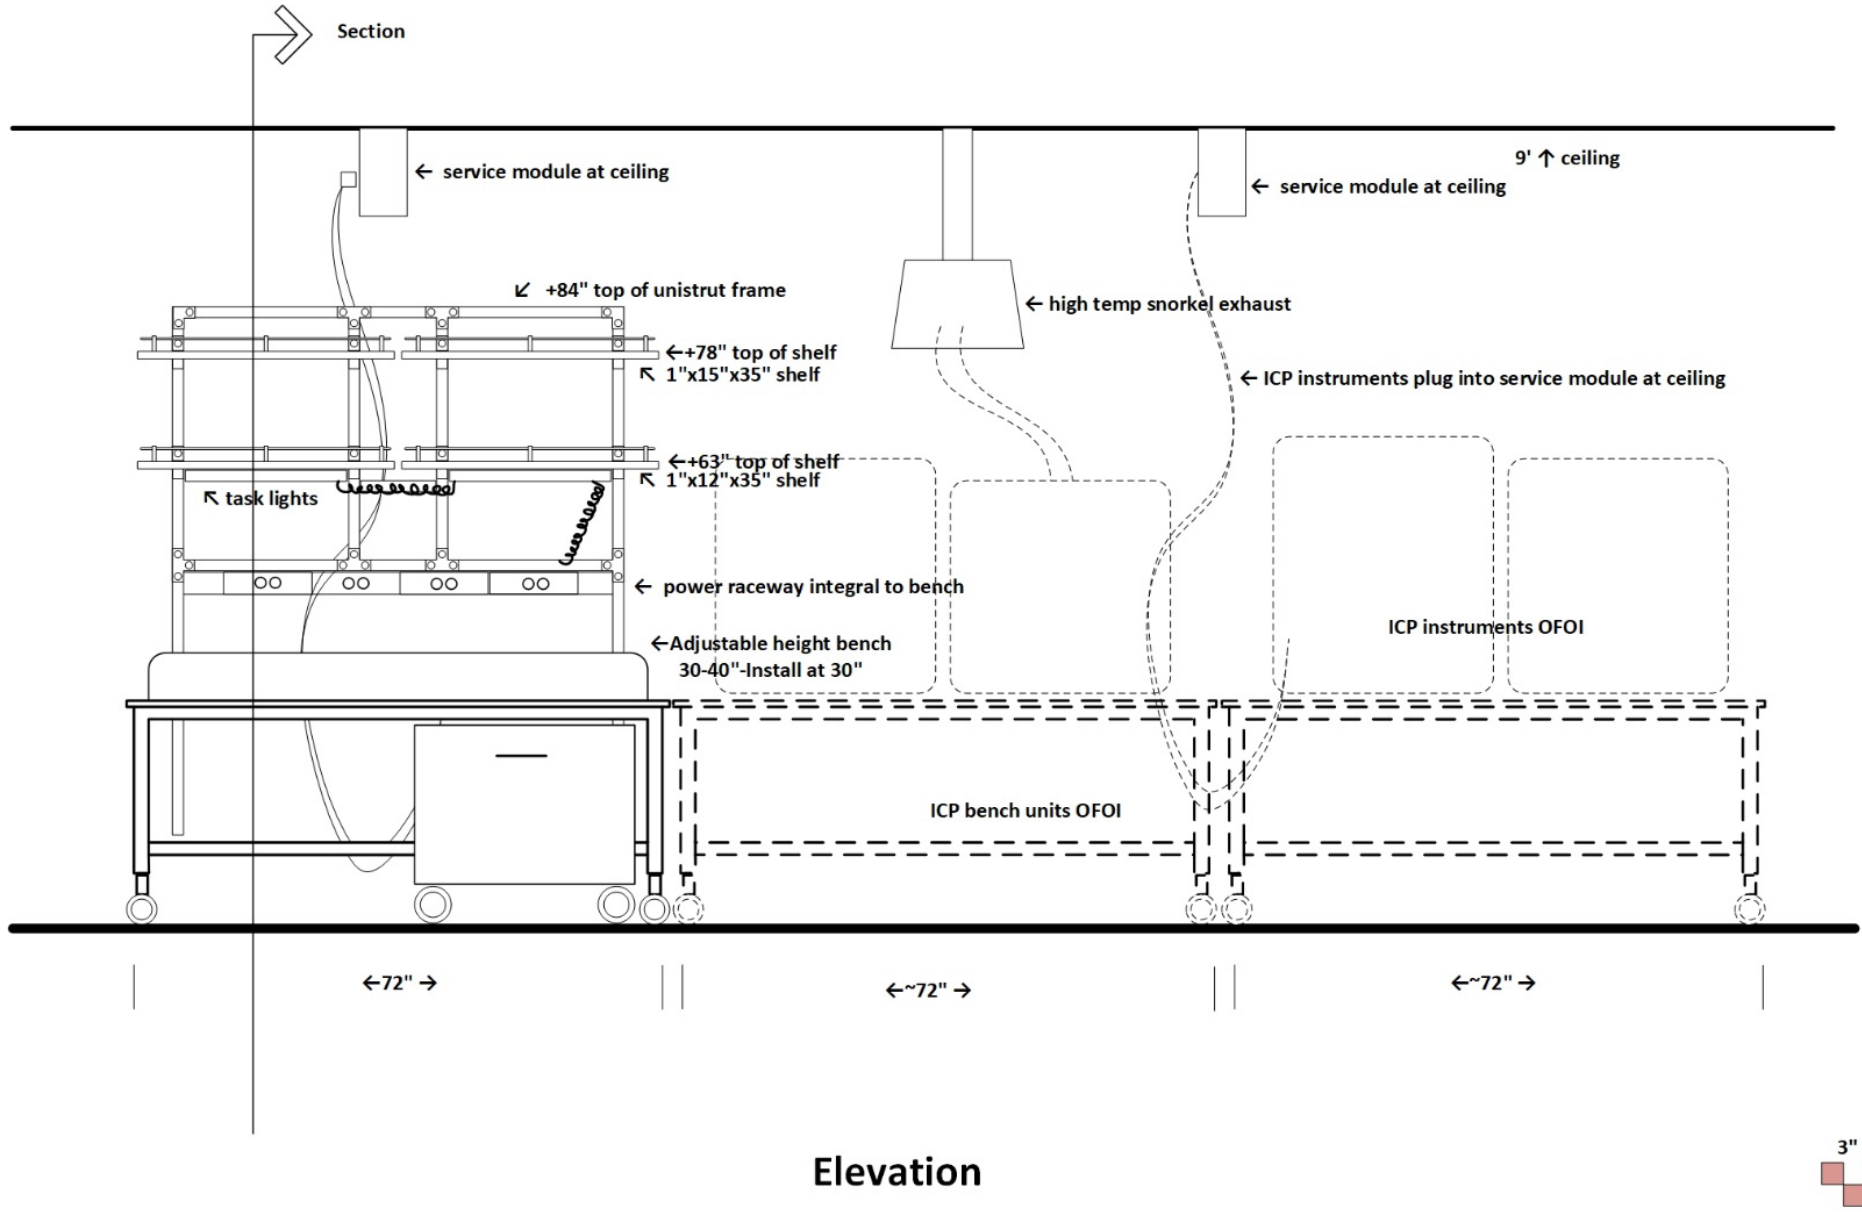 Section
9' ↑ ceiling
← service module at ceiling
← service module at ceiling
↙ +84" top of unistrut frame
← high temp snorkel exhaust
←+78" top of shelf
↖ 1"x15"x35" shelf
← ICP instruments plug into service module at ceiling
←+63" top of shelf
↖ 1"x12"x35" shelf
↖ task lights
← power raceway integral to bench
ICP instruments OFOI
←Adjustable height bench
30-40"-Install at 30"
ICP bench units OFOI
←72" →
←~72" →
←~72" →
Elevation
3"